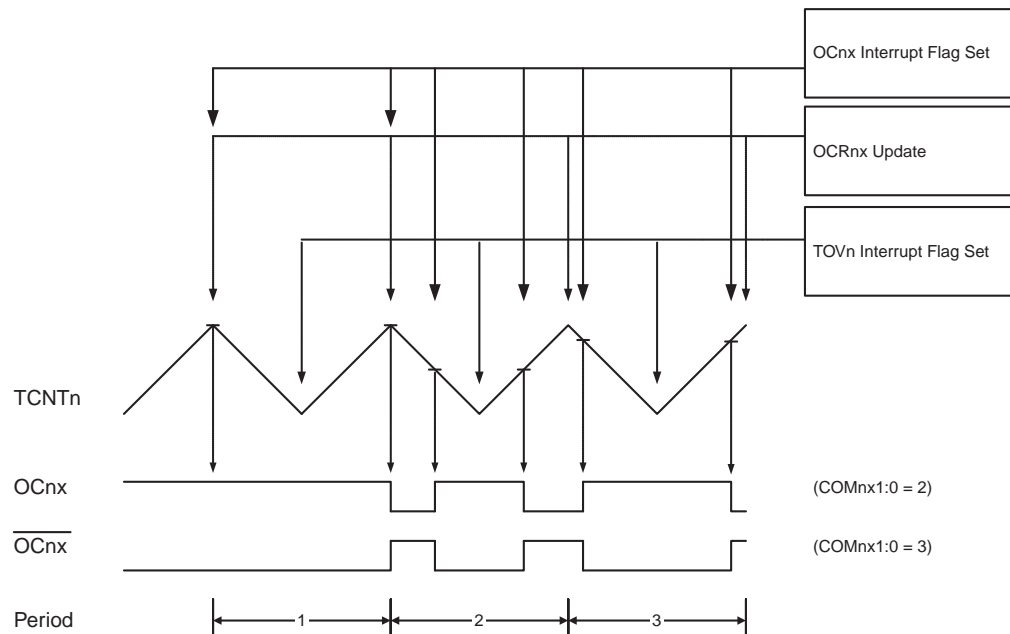 OCnx Interrupt Flag Set
OCRnx Update
TOVn Interrupt Flag Set
TCNTn
OCnx
(COMnx1:0 = 2)
OCnx
(COMnx1:0 = 3)
Period
1
2
3